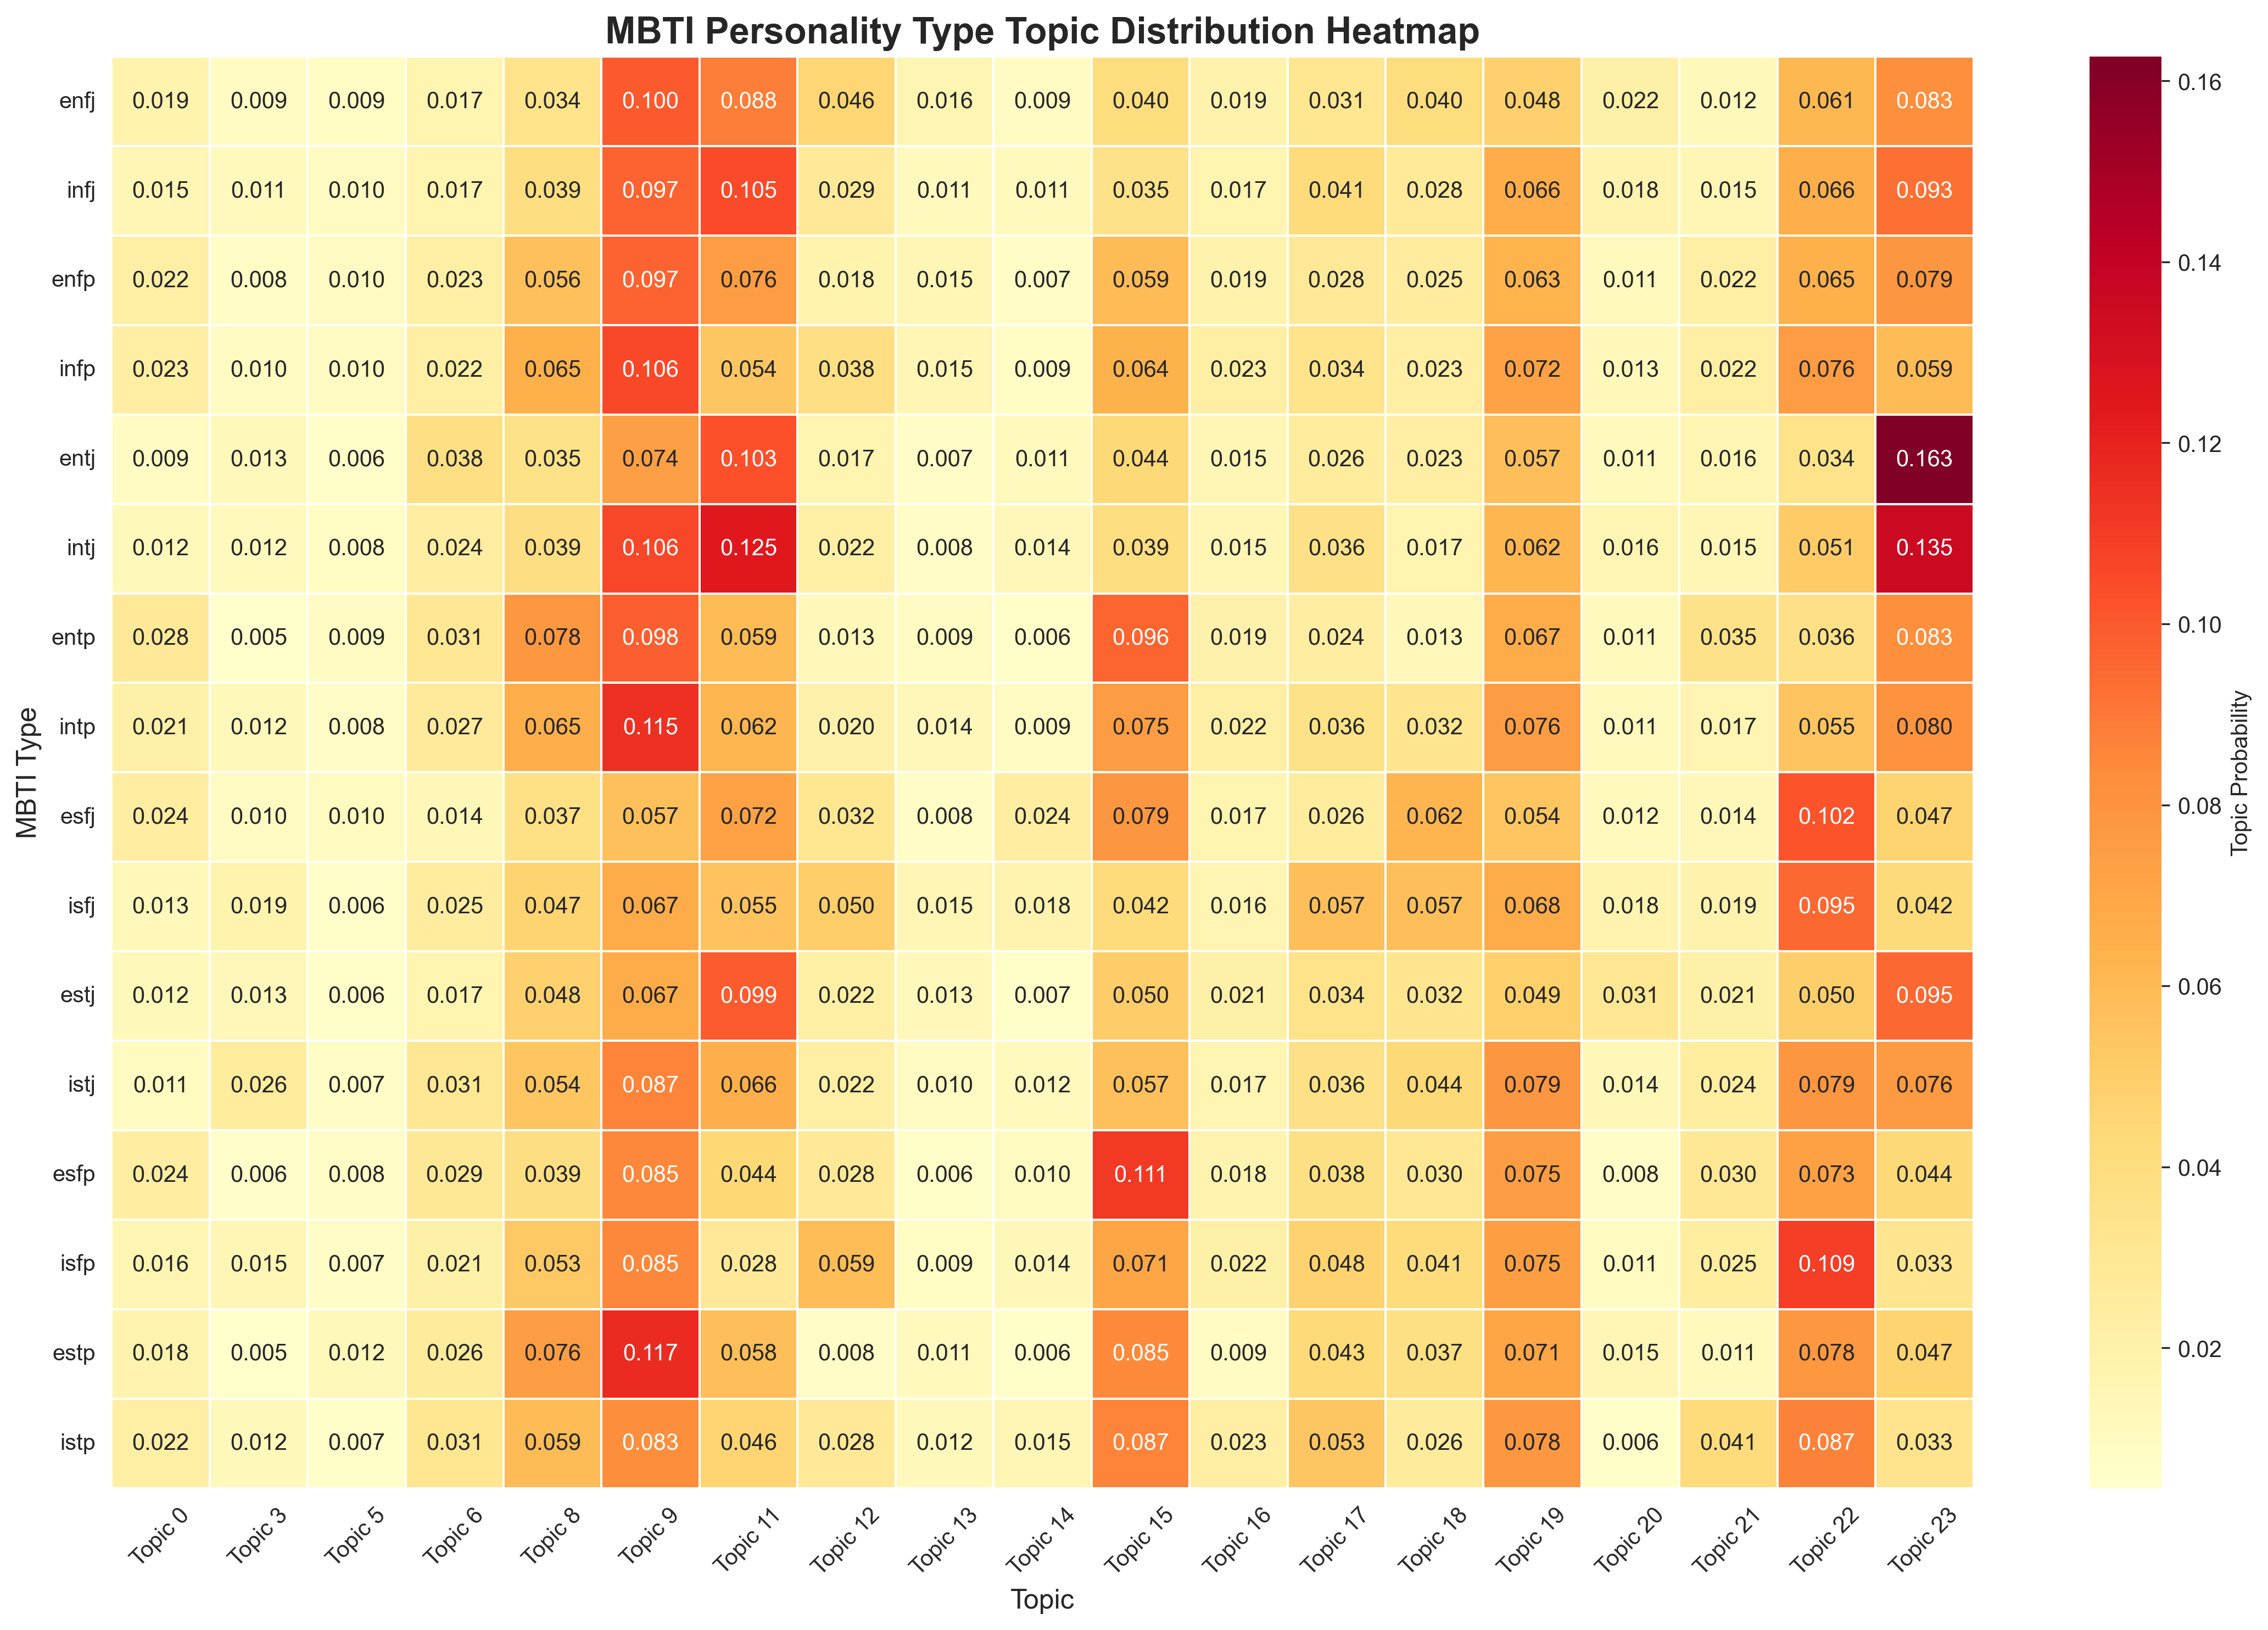 MBTI Personality Type Topic Distribution Heatmap
enfj 0.019 0.009 0.009 0.017 0.034 0.100 0.088 0.046 0.016 0.009 0.040 0.019 0.031 0.040 0.048 0.022 0.012 0.061 0.083
infj 0.015 0.011 0.010 0.017 0.039 0.097 0.105 0.029 0.011 0.011 0.035 0.017 0.041 0.028 0.066 0.018 0.015 0.066 0.093
enfp 0.022 0.008 0.010 0.023 0.056 0.097 0.076 0.018 0.015 0.007 0.059 0.019 0.028 0.025 0.063 0.011 0.022 0.065 0.079
infp 0.023 0.010 0.010 0.022 0.065 0.106 0.054 0.038 0.015 0.009 0.064 0.023 0.034 0.023 0.072 0.013 0.022 0.076 0.059
entj 0.009 0.013 0.006 0.038 0.035 0.074 0.103 0.017 0.007 0.011 0.044 0.015 0.026 0.023 0.057 0.011 0.016 0.034 0.163
intj 0.012 0.012 0.008 0.024 0.039 0.106 0.125 0.022 0.008 0.014 0.039 0.015 0.036 0.017 0.062 0.016 0.015 0.051 0.135
entp 0.028 0.005 0.009 0.031 0.078 0.098 0.059 0.013 0.009 0.006 0.096 0.019 0.024 0.013 0.067 0.011 0.035 0.036 0.083
intp 0.021 0.012 0.008 0.027 0.065 0.115 0.062 0.020 0.014 0.009 0.075 0.022 0.036 0.032 0.076 0.011 0.017 0.055 0.080
esfj 0.024 0.010 0.010 0.014 0.037 0.057 0.072 0.032 0.008 0.024 0.079 0.017 0.026 0.062 0.054 0.012 0.014 0.102 0.047
isfj 0.013 0.019 0.006 0.025 0.047 0.067 0.055 0.050 0.015 0.018 0.042 0.016 0.057 0.057 0.068 0.018 0.019 0.095 0.042
estj 0.012 0.013 0.006 0.017 0.048 0.067 0.099 0.022 0.013 0.007 0.050 0.021 0.034 0.032 0.049 0.031 0.021 0.050 0.095
istj 0.011 0.026 0.007 0.031 0.054 0.087 0.066 0.022 0.010 0.012 0.057 0.017 0.036 0.044 0.079 0.014 0.024 0.079 0.076
esfp 0.024 0.006 0.008 0.029 0.039 0.085 0.044 0.028 0.006 0.010 0.111 0.018 0.038 0.030 0.075 0.008 0.030 0.073 0.044
isfp 0.016 0.015 0.007 0.021 0.053 0.085 0.028 0.059 0.009 0.014 0.071 0.022 0.048 0.041 0.075 0.011 0.025 0.109 0.033
estp 0.018 0.005 0.012 0.026 0.076 0.117 0.058 0.008 0.011 0.006 0.085 0.009 0.043 0.037 0.071 0.015 0.011 0.078 0.047
istp 0.022 0.012 0.007 0.031 0.059 0.083 0.046 0.028 0.012 0.015 0.087 0.023 0.053 0.026 0.078 0.006 0.041 0.087 0.033
Topic 0 Topic 3 Topic 5 Topic 6 Topic 8 Topic 9 Topic 11 Topic 12 Topic 13 Topic 14 Topic 15 Topic 16 Topic 17 Topic 18 Topic 19 Topic 20 Topic 21 Topic 22 Topic 23
Topic
MBTI Type
0.16
0.14
0.12
0.10
0.08
0.06
0.04
0.02
Topic Probability